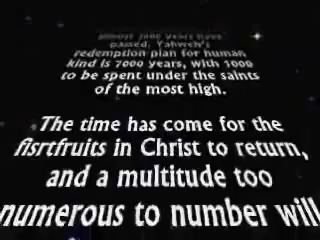 almost 2000 years have
passed. Yahweh's
redemption plan for human
kind is 7000 years, with 1000
to be spent under the saints
of the most high.
The time has come for the
fisrtfruits in Christ to return,
and a multitude too
numerous to number will